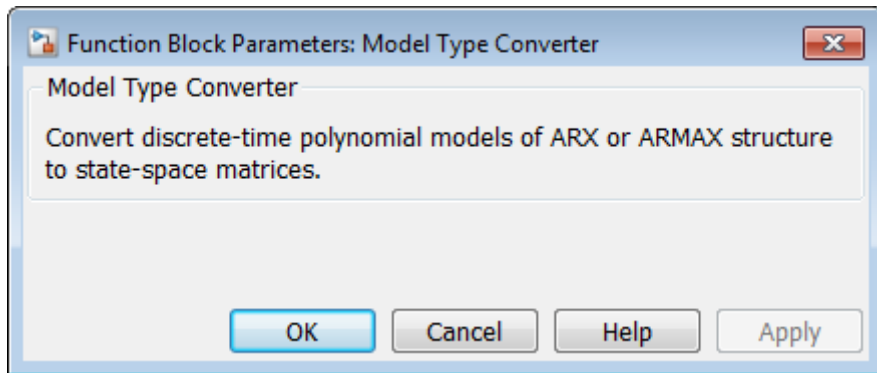 Function Block Parameters: Model Type Converter
Model Type Converter
Convert discrete-time polynomial models of ARX or ARMAX structure
to state-space matrices.
OK Cancel Help Apply